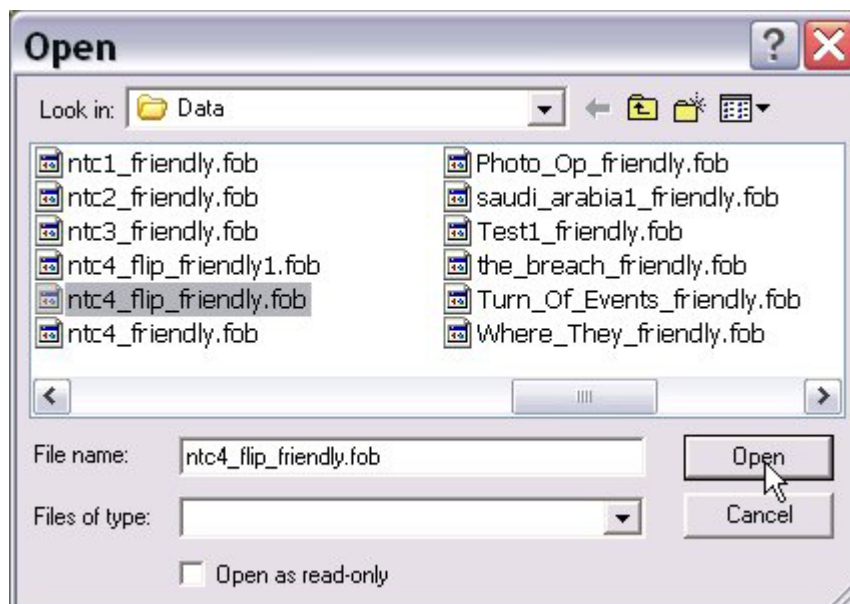 Open
Look in: Data
ntc1_friendly.fob
ntc2_friendly.fob
ntc3_friendly.fob
ntc4_flip_friendly1.fob
ntc4_flip_friendly.fob
ntc4_friendly.fob
Photo_Op_friendly.fob
saudi_arabia1_friendly.fob
Test1_friendly.fob
the_breach_friendly.fob
Turn_Of_Events_friendly.fob
Where_They_friendly.fob
File name: ntc4_flip_friendly.fob Open
Files of type: Cancel
Open as read-only